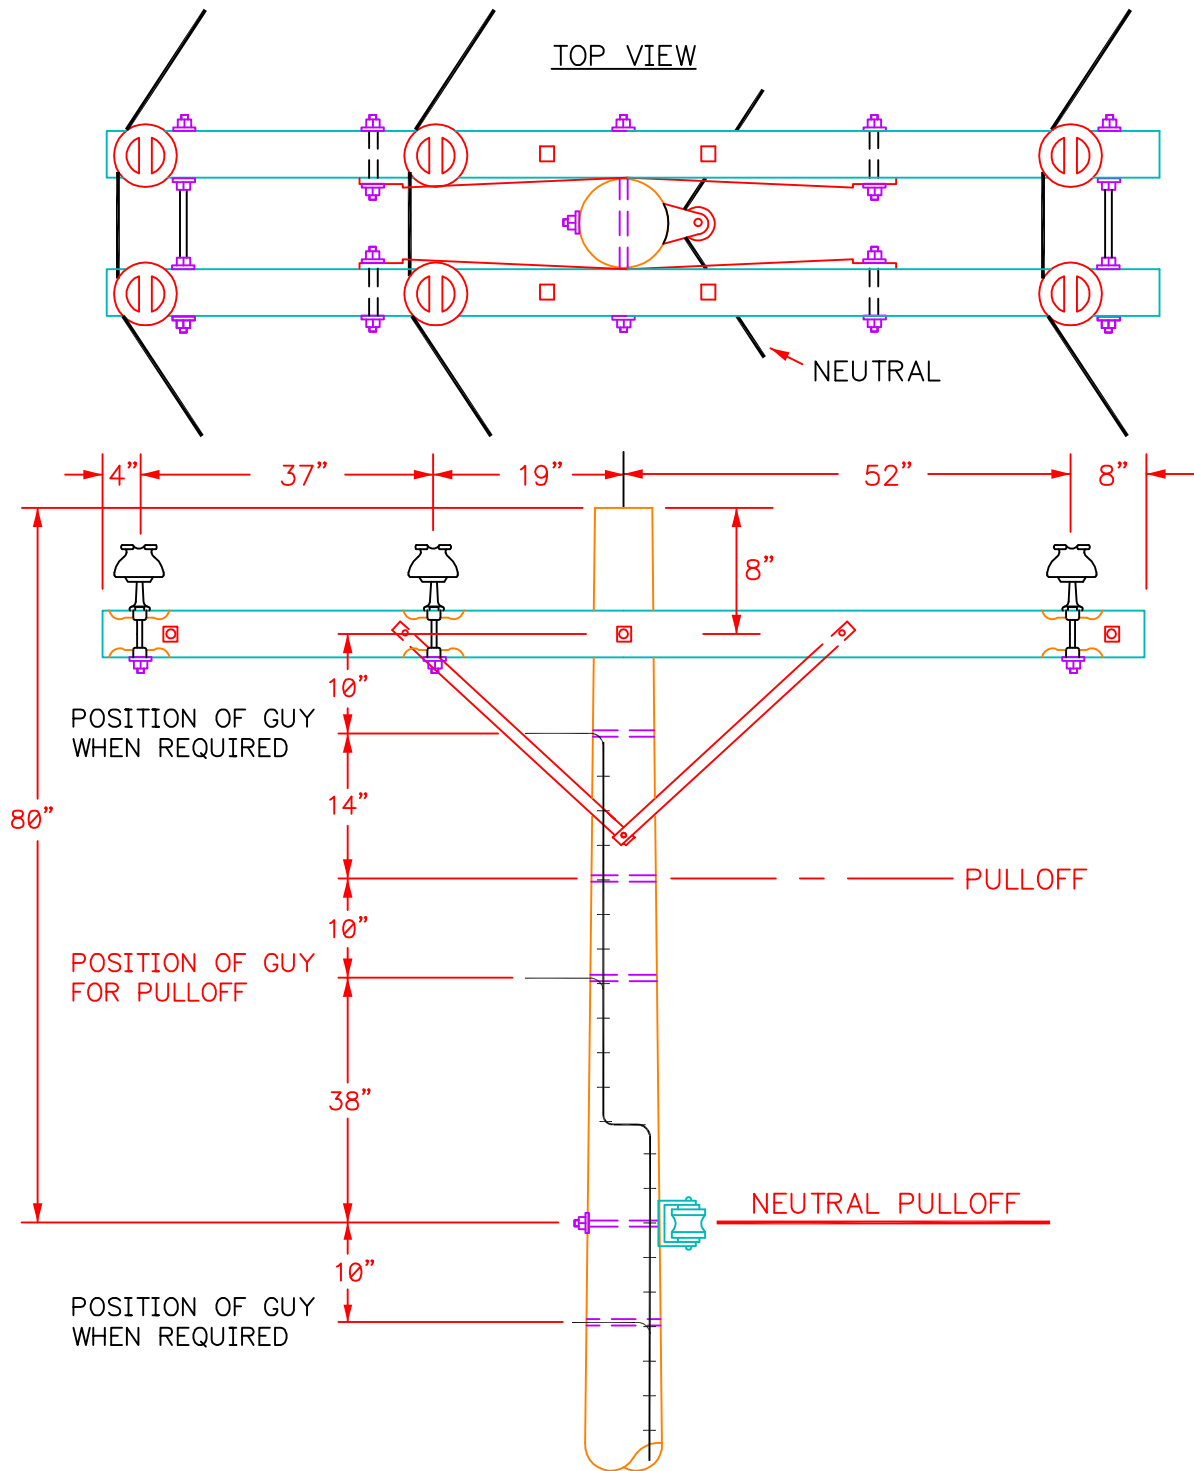 TOP VIEW
NEUTRAL
4" 37" 19" 52" 8"
8"
10"
POSITION OF GUY
WHEN REQUIRED
14"
80"
PULLOFF
10"
POSITION OF GUY
FOR PULLOFF
38"
NEUTRAL PULLOFF
10"
POSITION OF GUY
WHEN REQUIRED